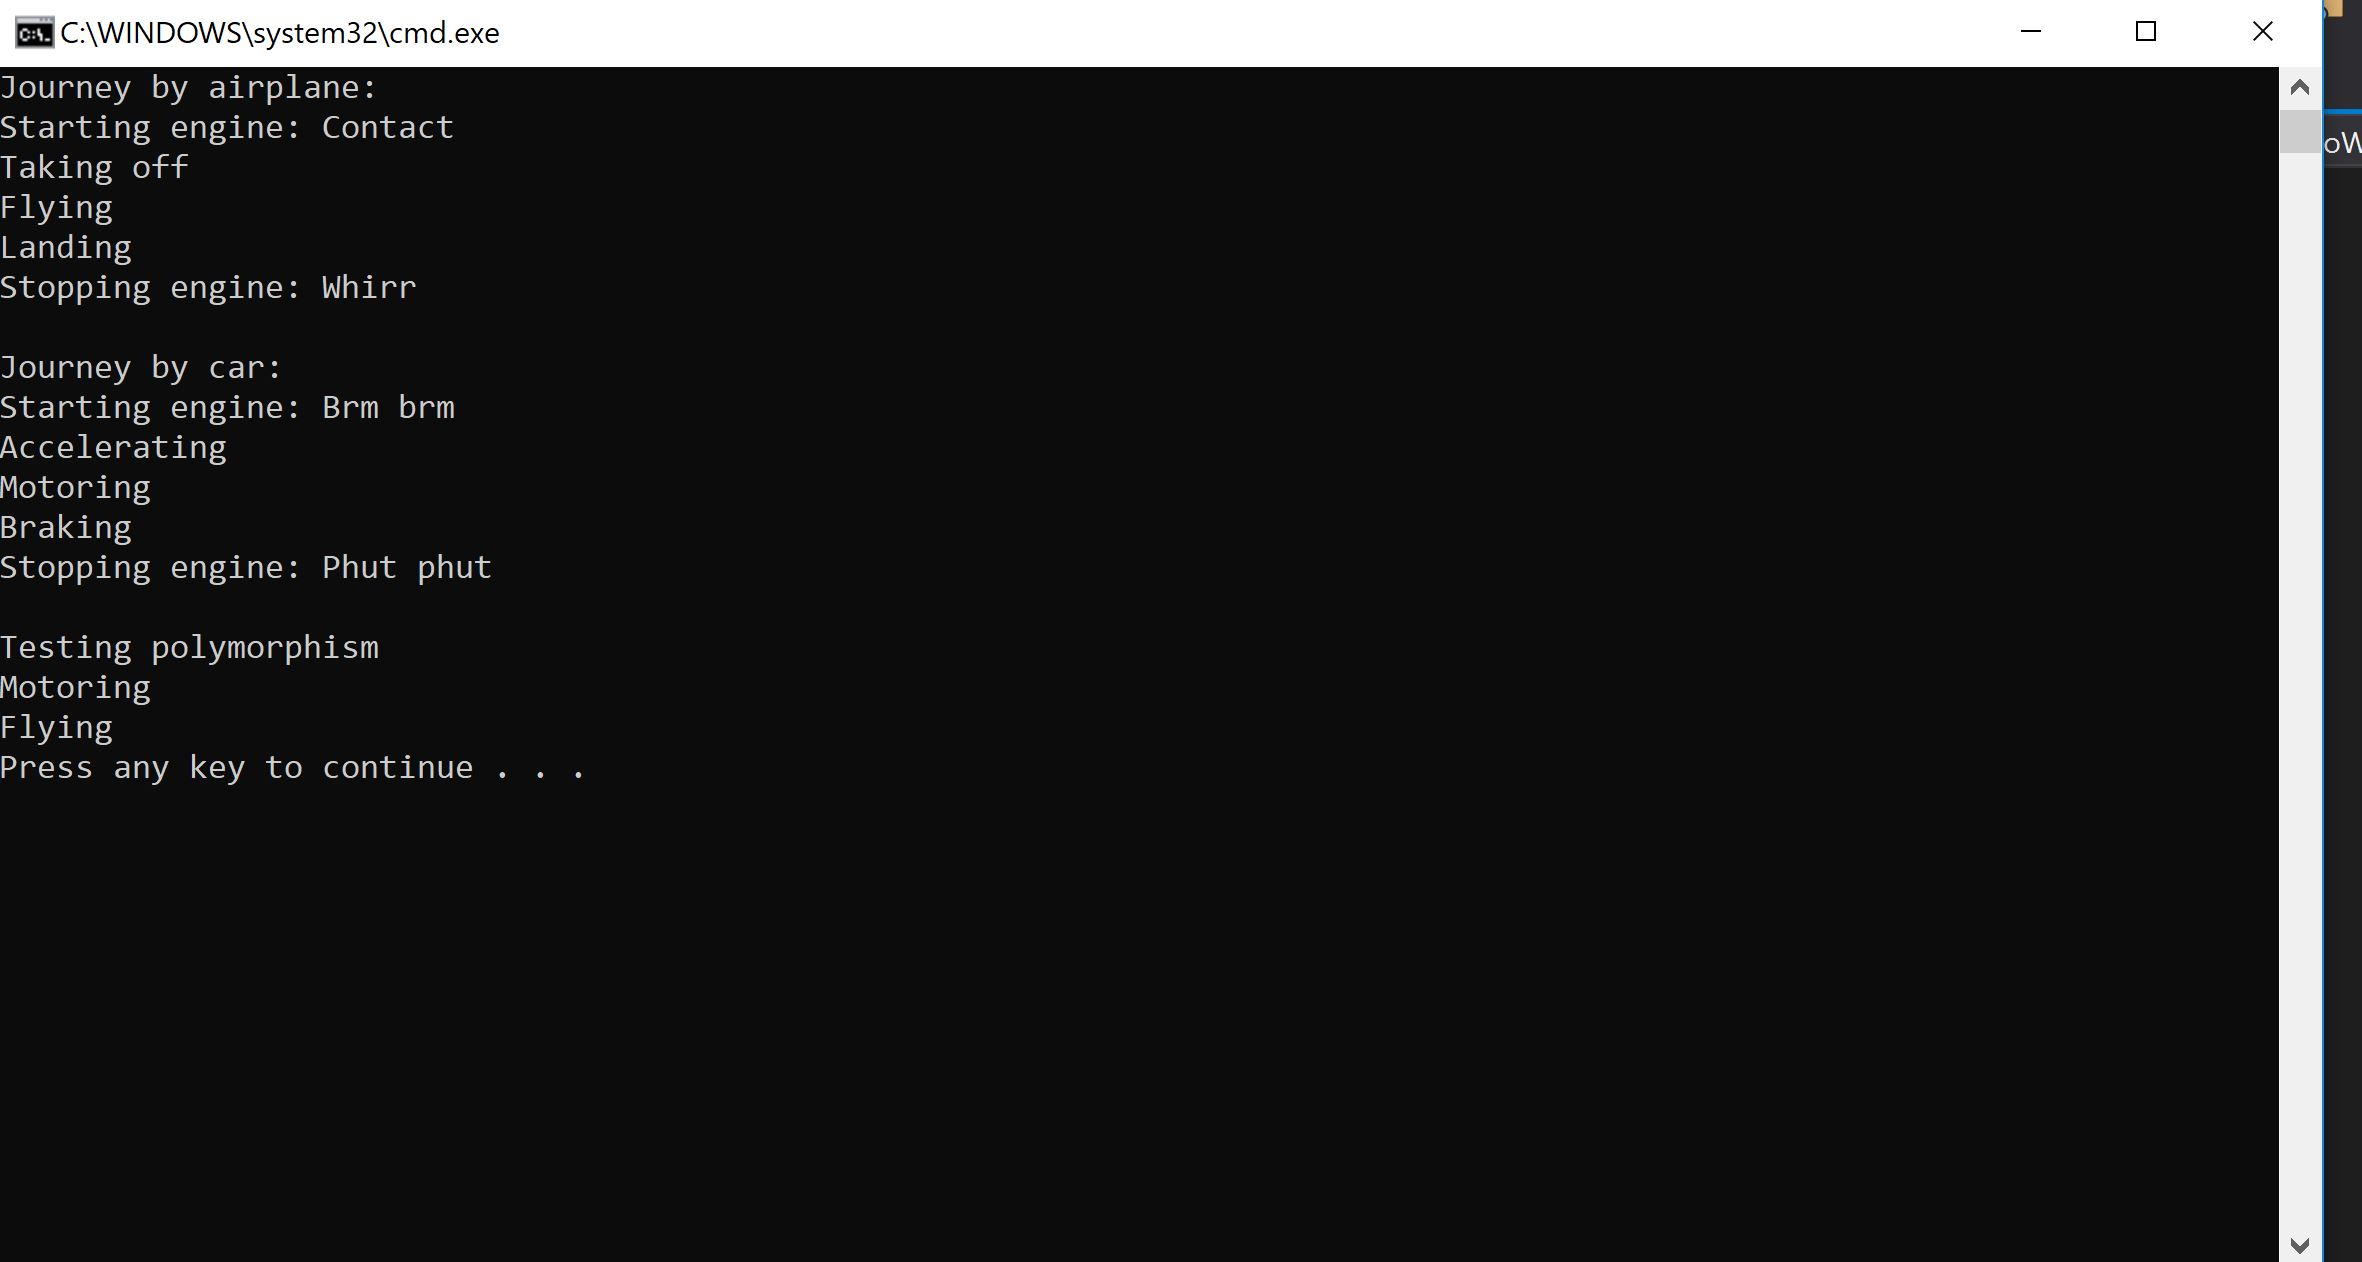 C:\WINDOWS\system32\cmd.exe
Journey by airplane:
Starting engine: Contact
Taking off
Flying
Landing
Stopping engine: Whirr
Journey by car:
Starting engine: Brm brm
Accelerating
Motoring
Braking
Stopping engine: Phut phut
Testing polymorphism
Motoring
Flying
Press any key to continue . . .